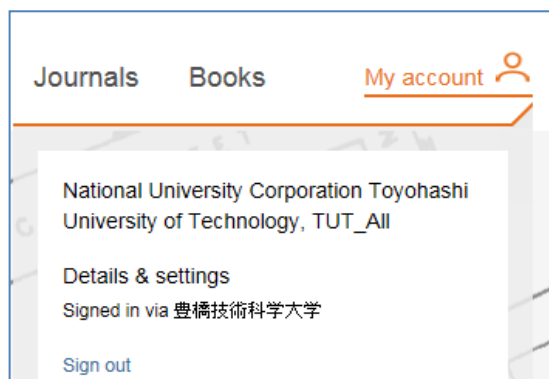 Journals Books My account
National University Corporation Toyohashi
University of Technology, TUT_All
Details & settings
Signed in via 豊橋技術科学大学
Sign out